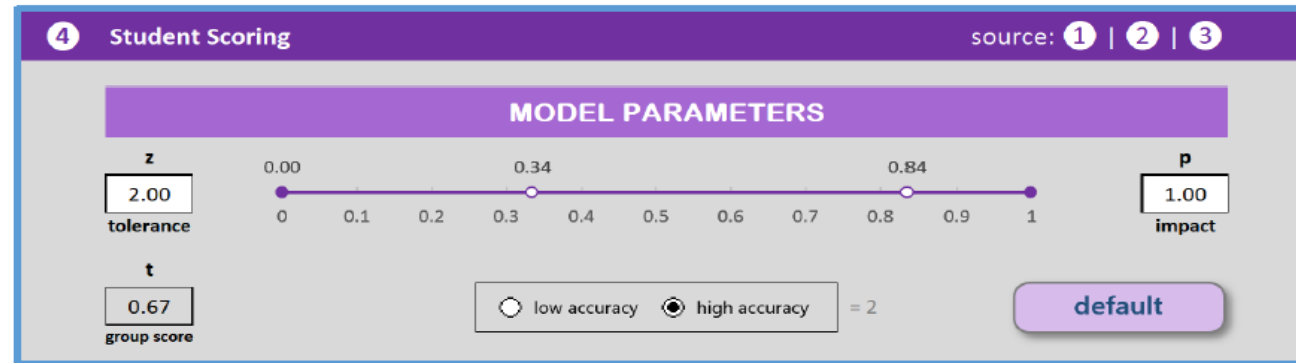 4 Student Scoring source: 1 | 2 | 3
MODEL PARAMETERS
z
2.00
tolerance
0.00 0.34 0.84
0 0.1 0.2 0.3 0.4 0.5 0.6 0.7 0.8 0.9 1
p
1.00
impact
t
0.67
group score
low accuracy high accuracy = 2
default